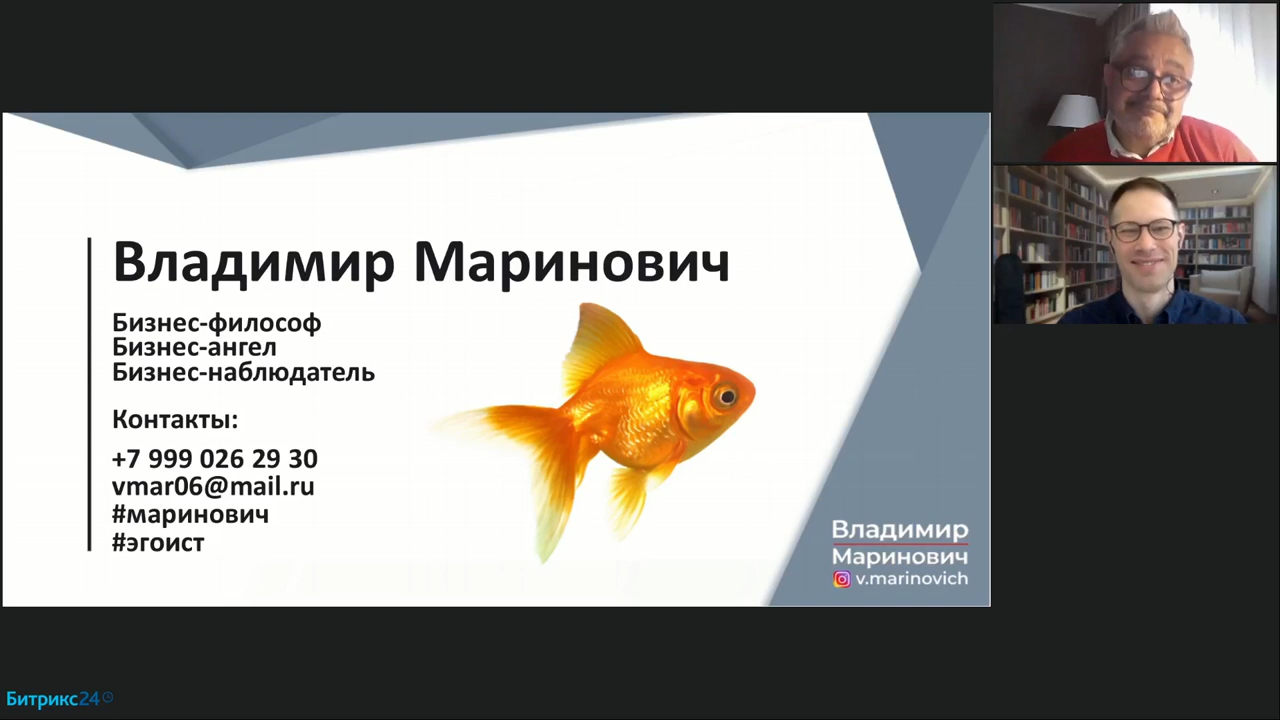 Владимир Маринович
Бизнес-философ
Бизнес-ангел
Бизнес-наблюдатель
Контакты:
+7 999 026 29 30
vmar06@mail.ru
#маринович
#эгоист
Владимир
Маринович
v.marinovich
Битрикс24